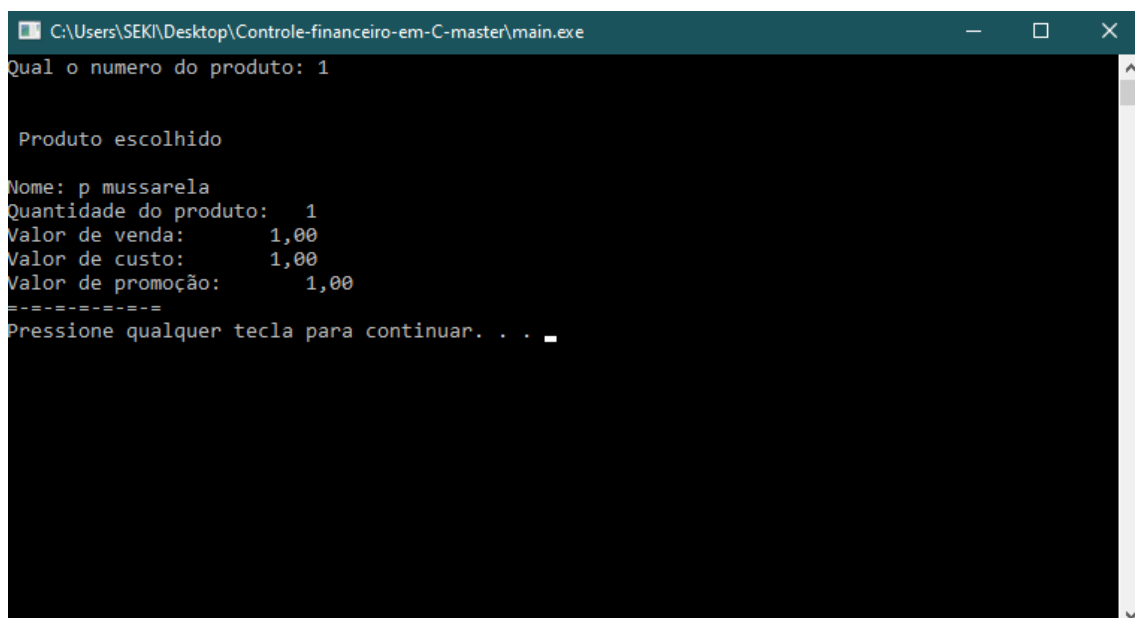 C:\Users\SEKI\Desktop\Controle-financeiro-em-C-master\main.exe
Qual o numero do produto: 1
Produto escolhido
Nome: p mussarela
Quantidade do produto:   1
Valor de venda:       1,00
Valor de custo:       1,00
Valor de promoção:       1,00
=-=-=-=-=-=-=
Pressione qualquer tecla para continuar. . .